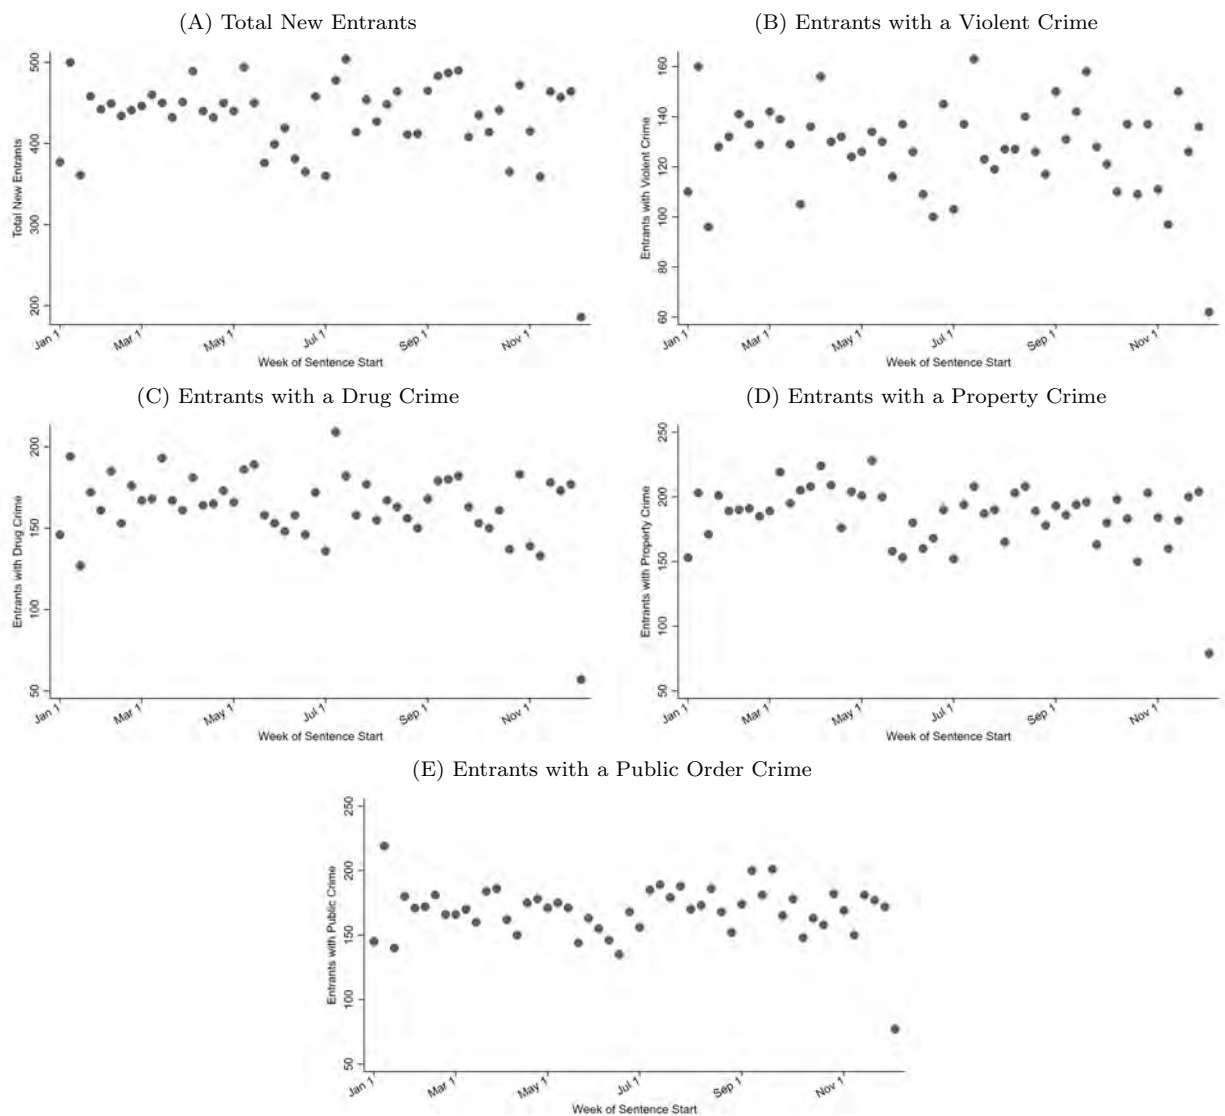 (A) Total New Entrants
Total New Entrants
500
400
300
200
Jan 1
Mar 1
May 1
Jul 1
Sep 1
Nov 1
Week of Sentence Start
(B) Entrants with a Violent Crime
Entrants with Violent Crime
160
140
120
100
80
60
Jan 1
Mar 1
May 1
Jul 1
Sep 1
Nov 1
Week of Sentence Start
(C) Entrants with a Drug Crime
Entrants with Drug Crime
200
150
100
50
Jan 1
Mar 1
May 1
Jul 1
Sep 1
Nov 1
Week of Sentence Start
(D) Entrants with a Property Crime
Entrants with Property Crime
250
200
150
100
50
Jan 1
Mar 1
May 1
Jul 1
Sep 1
Nov 1
Week of Sentence Start
(E) Entrants with a Public Order Crime
Entrants with Public Crime
250
200
150
100
50
Jan 1
Mar 1
May 1
Jul 1
Sep 1
Nov 1
Week of Sentence Start